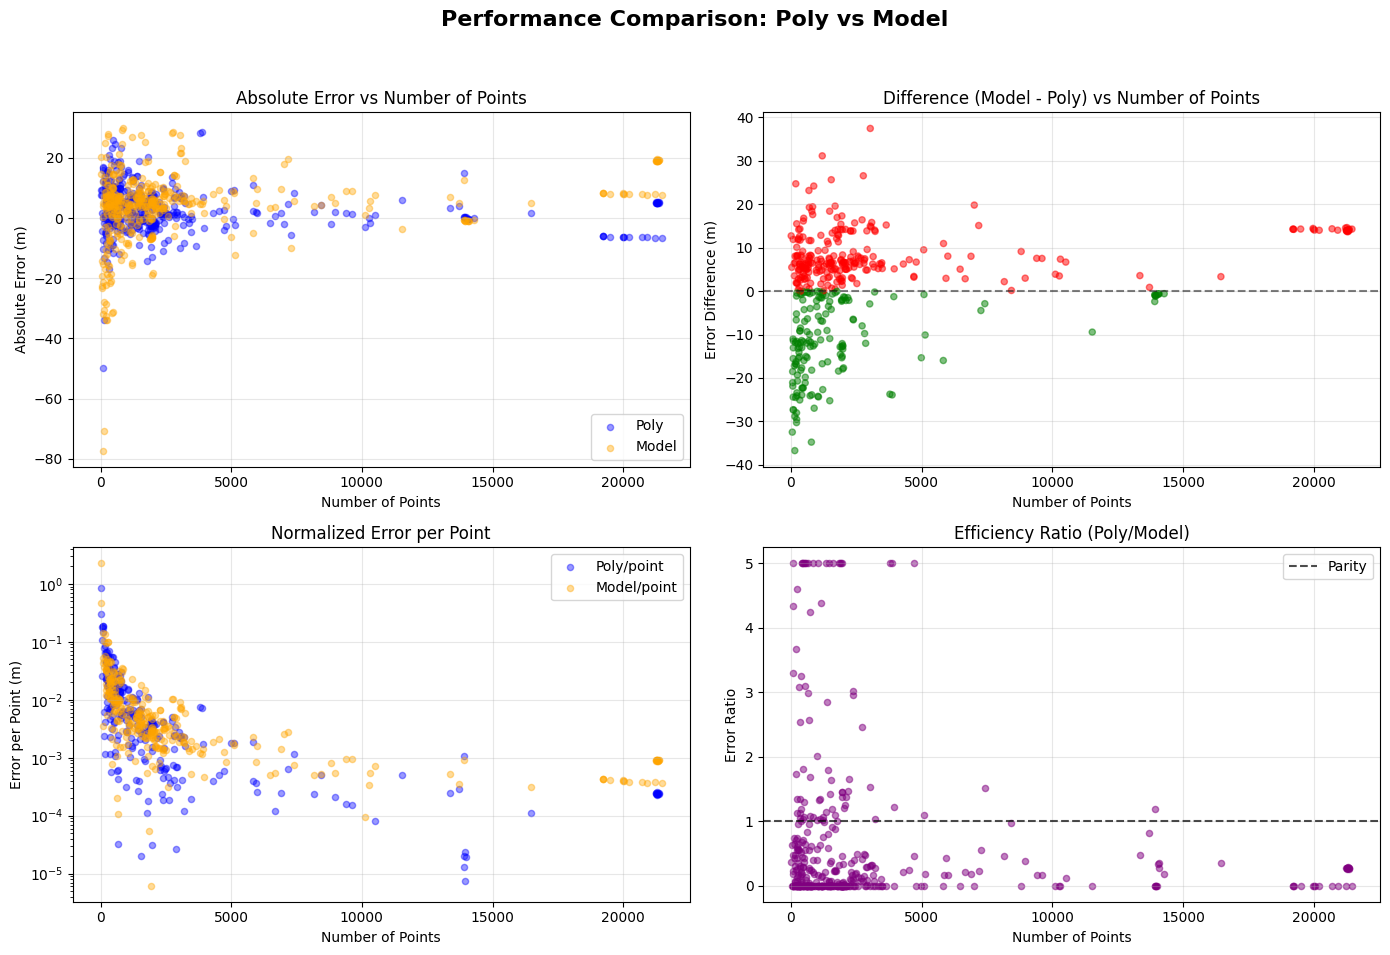 Performance Comparison: Poly vs Model
Absolute Error vs Number of Points
Absolute Error (m)
20
0
−20
−40
−60
−80
0 5000 10000 15000 20000
Number of Points
Poly
Model
Difference (Model - Poly) vs Number of Points
Error Difference (m)
40
30
20
10
0
−10
−20
−30
−40
0 5000 10000 15000 20000
Number of Points
Normalized Error per Point
Error per Point (m)
10⁰
10⁻¹
10⁻²
10⁻³
10⁻⁴
10⁻⁵
0 5000 10000 15000 20000
Number of Points
Poly/point
Model/point
Efficiency Ratio (Poly/Model)
Error Ratio
5
4
3
2
1
0
0 5000 10000 15000 20000
Number of Points
Parity